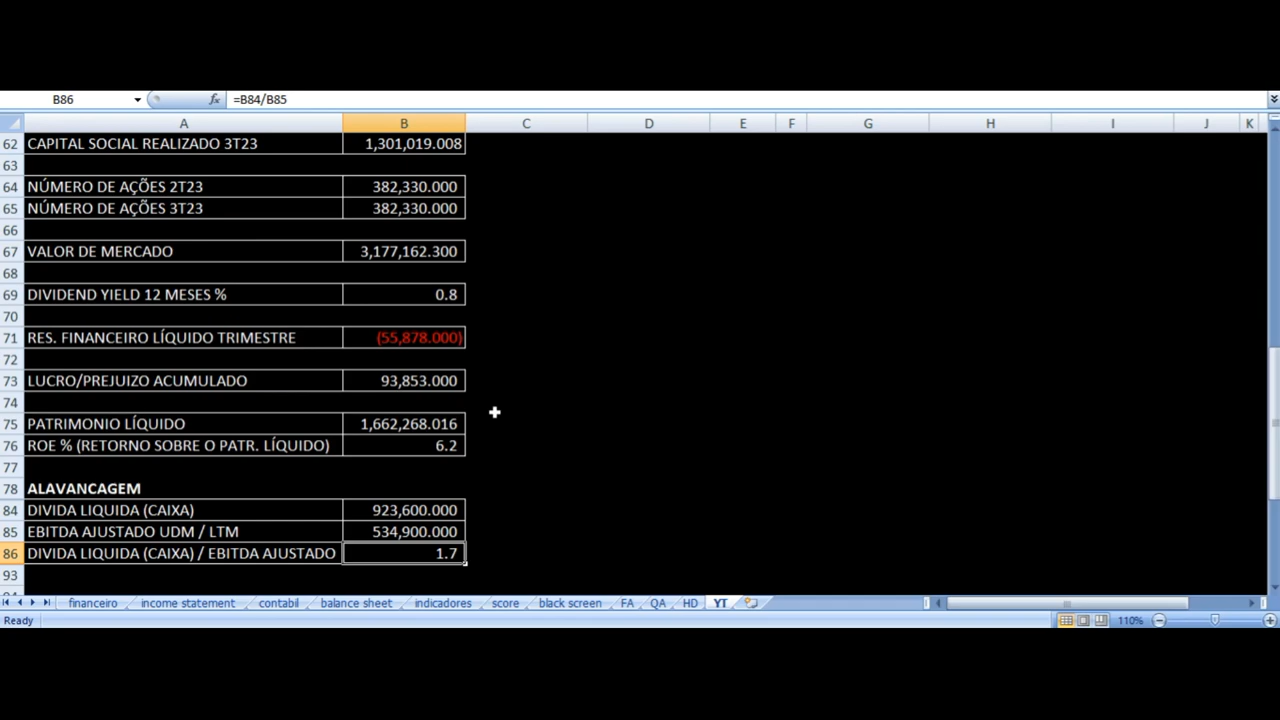 B86 fx =B84/B85
A B C D E F G H I J K
62 CAPITAL SOCIAL REALIZADO 3T23 1,301,019.008
63
64 NÚMERO DE AÇÕES 2T23 382,330.000
65 NÚMERO DE AÇÕES 3T23 382,330.000
66
67 VALOR DE MERCADO 3,177,162.300
68
69 DIVIDEND YIELD 12 MESES % 0.8
70
71 RES. FINANCEIRO LÍQUIDO TRIMESTRE (55,878.000)
72
73 LUCRO/PREJUIZO ACUMULADO 93,853.000
74
75 PATRIMONIO LÍQUIDO 1,662,268.016
76 ROE % (RETORNO SOBRE O PATR. LÍQUIDO) 6.2
77
78 ALAVANCAGEM
84 DIVIDA LIQUIDA (CAIXA) 923,600.000
85 EBITDA AJUSTADO UDM / LTM 534,900.000
86 DIVIDA LIQUIDA (CAIXA) / EBITDA AJUSTADO 1.7
93
financeiro income statement contabil balance sheet indicadores score black screen FA QA HD YT
Ready 110%